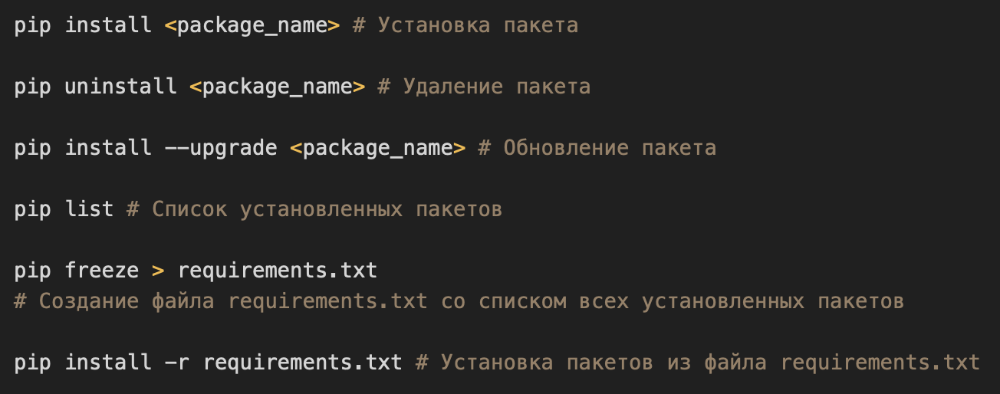 pip install <package_name> # Установка пакета
pip uninstall <package_name> # Удаление пакета
pip install --upgrade <package_name> # Обновление пакета
pip list # Список установленных пакетов
pip freeze > requirements.txt
# Создание файла requirements.txt со списком всех установленных пакетов
pip install -r requirements.txt # Установка пакетов из файла requirements.txt